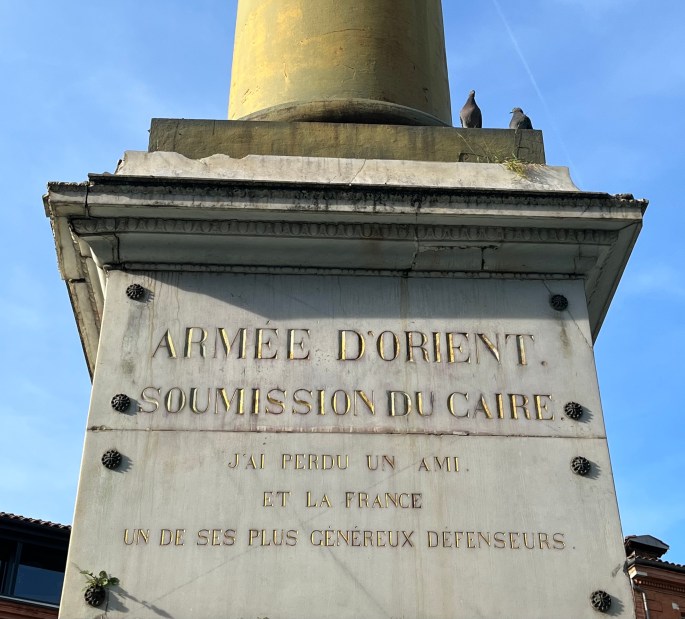 ARMÉE D'ORIENT.
SOUMISSION DU CAIRE.
J'AI PERDU UN AMI.
ET LA FRANCE
UN DE SES PLUS GÉNÉREUX DÉFENSEURS.